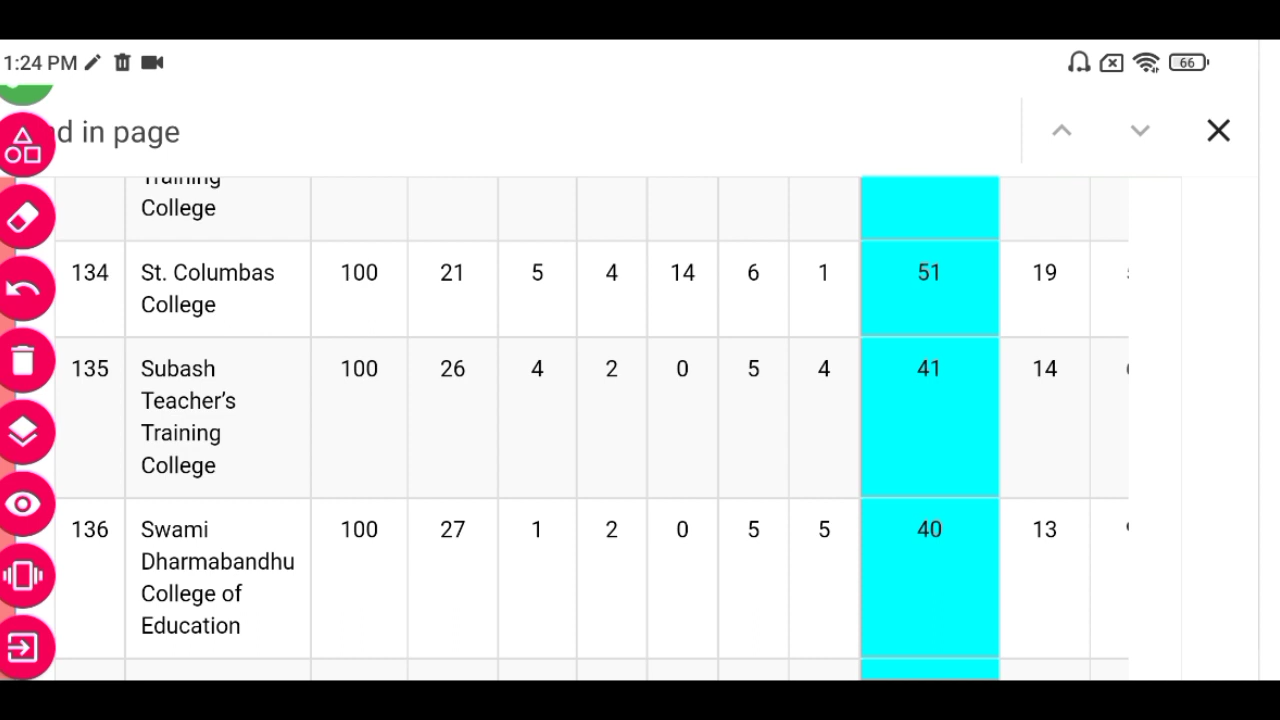 1:24 PM
66
d in page
Training
College
134 St. Columbas 100 21 5 4 14 6 1 51 19
College
135 Subash 100 26 4 2 0 5 4 41 14
Teacher’s
Training
College
136 Swami 100 27 1 2 0 5 5 40 13
Dharmabandhu
College of
Education